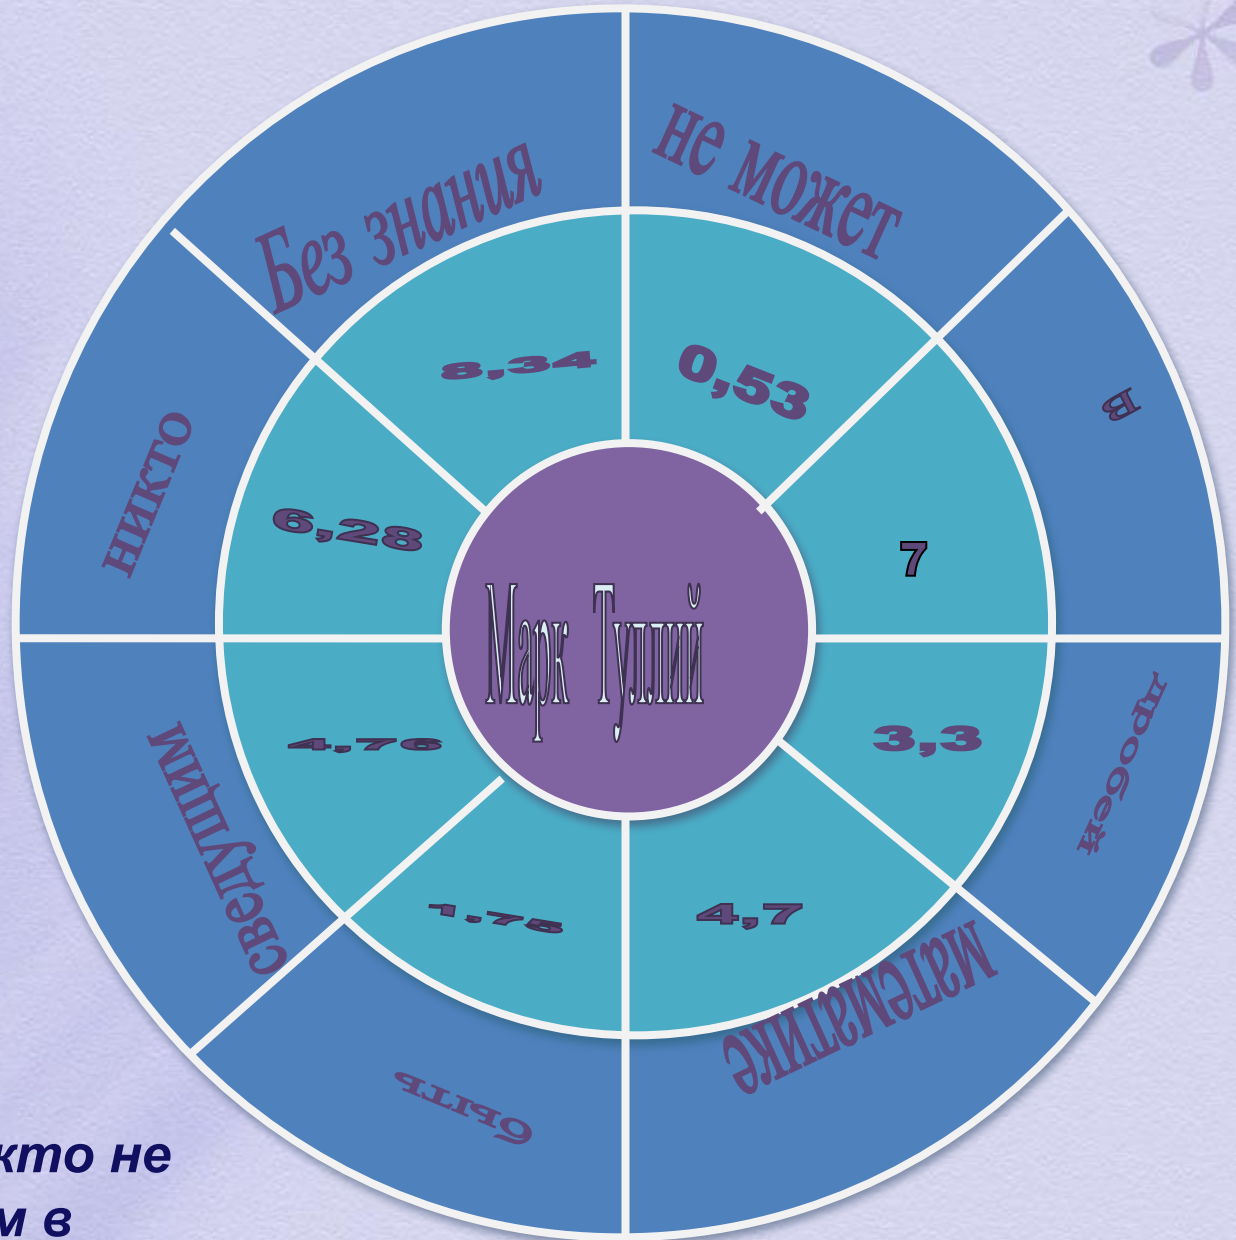 Без знания
не может
в
дробей
математике
быть
сведущим
никто
8,34
0,53
7
3,3
4,7
1,75
4,76
6,28
Марк Туллий
кто не
м в